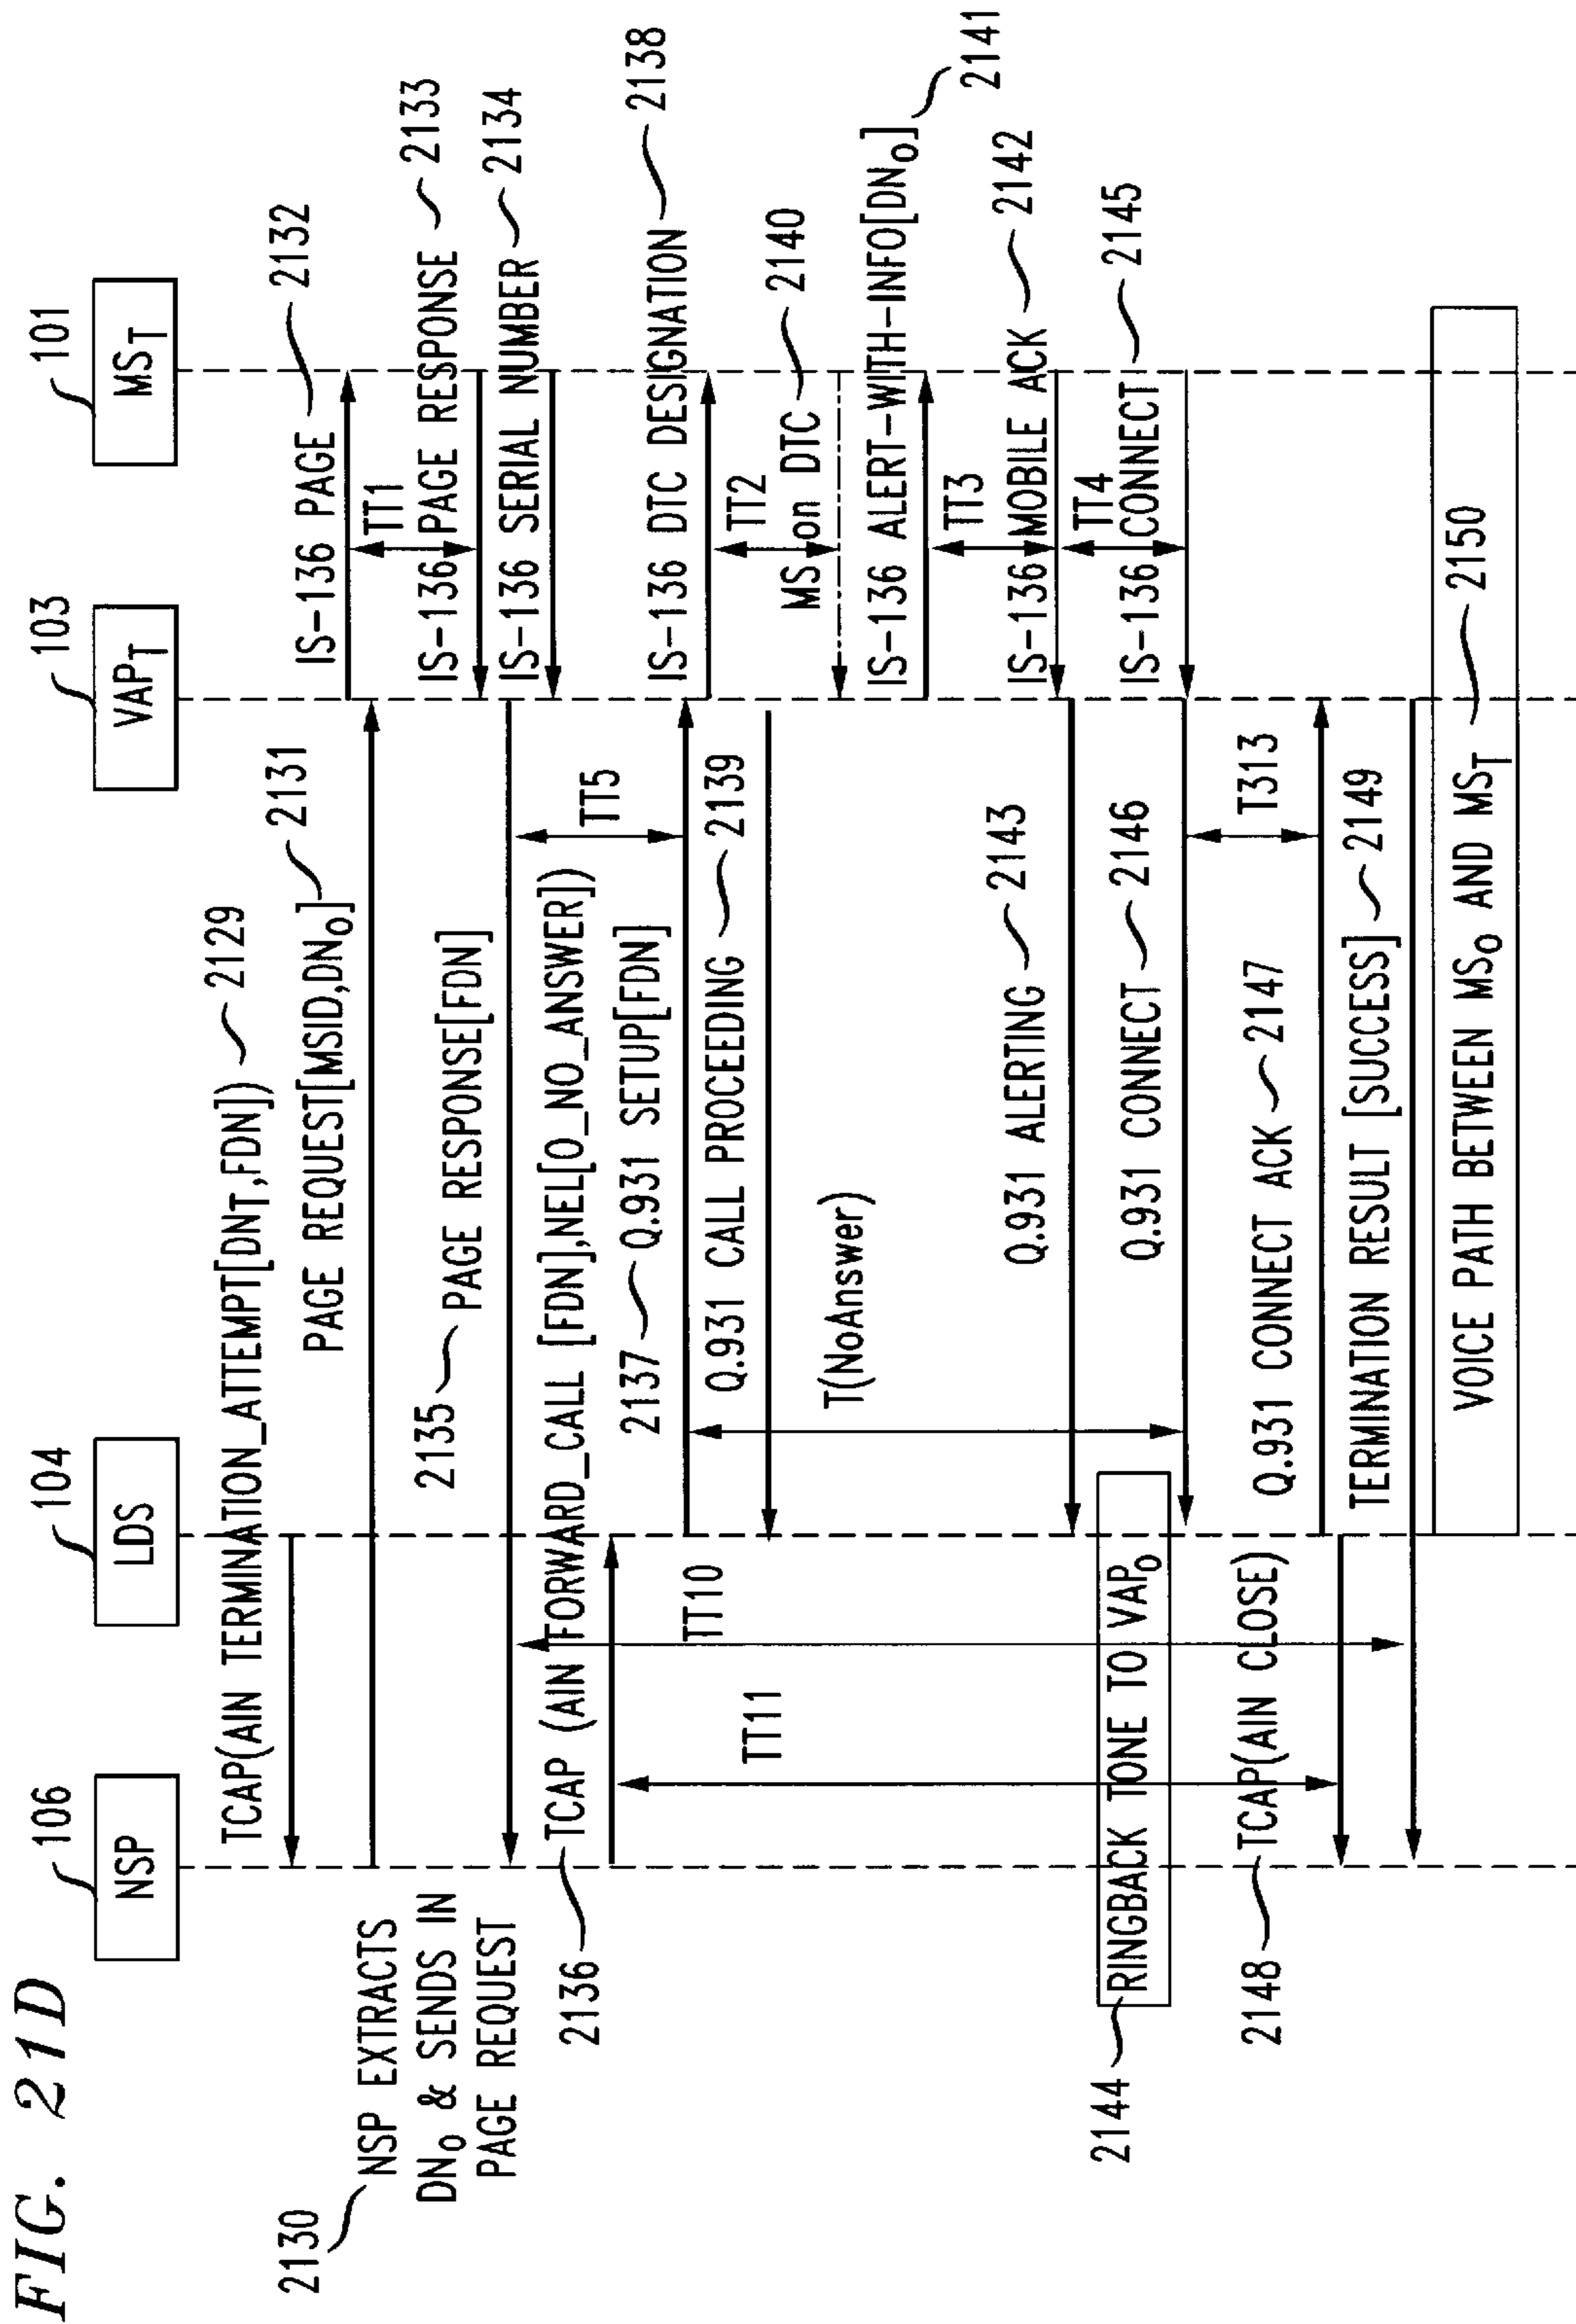 FIG. 21D
106
NSP
104
LDS
103
VAPT
101
MST
TCAP(AIN TERMINATION_ATTEMPT[DNT,FDN]) 2129
2130
NSP EXTRACTS
DNO & SENDS IN
PAGE REQUEST
PAGE REQUEST[MSID,DNO] 2131
IS-136 PAGE 2132
TT1
IS-136 PAGE RESPONSE 2133
IS-136 SERIAL NUMBER 2134
2135 PAGE RESPONSE[FDN]
2136 TCAP (AIN FORWARD_CALL [FDN],NEL[O_NO_ANSWER])
TT5
2137 Q.931 SETUP[FDN]
IS-136 DTC DESIGNATION 2138
Q.931 CALL PROCEEDING 2139
TT2
MS on DTC 2140
TT10
TT11
T(NoAnswer)
IS-136 ALERT-WITH-INFO[DNO] 2141
TT3
IS-136 MOBILE ACK 2142
Q.931 ALERTING 2143
2144 RINGBACK TONE TO VAPO
TT4
IS-136 CONNECT 2145
Q.931 CONNECT 2146
T313
Q.931 CONNECT ACK 2147
2148 TCAP(AIN CLOSE)
TERMINATION RESULT [SUCCESS] 2149
VOICE PATH BETWEEN MSO AND MST 2150